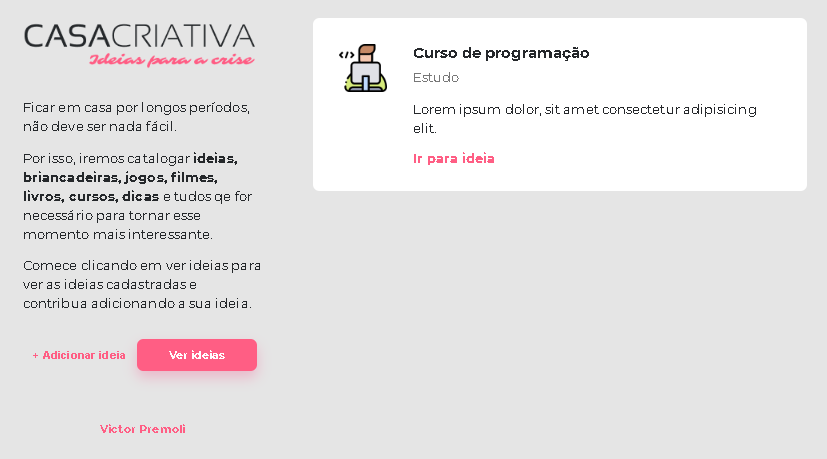 CASACRIATIVA
Ideias para a crise
Ficar em casa por longos períodos,
não deve ser nada fácil.
Por isso, iremos catalogar ideias,
briancadeiras, jogos, filmes,
livros, cursos, dicas e tudos qe for
necessário para tornar esse
momento mais interessante.
Comece clicando em ver ideias para
ver as ideias cadastradas e
contribua adicionando a sua ideia.
+ Adicionar ideia
Ver ideias
Victor Premoli
</>
Curso de programação
Estudo
Lorem ipsum dolor, sit amet consectetur adipisicing
elit.
Ir para ideia